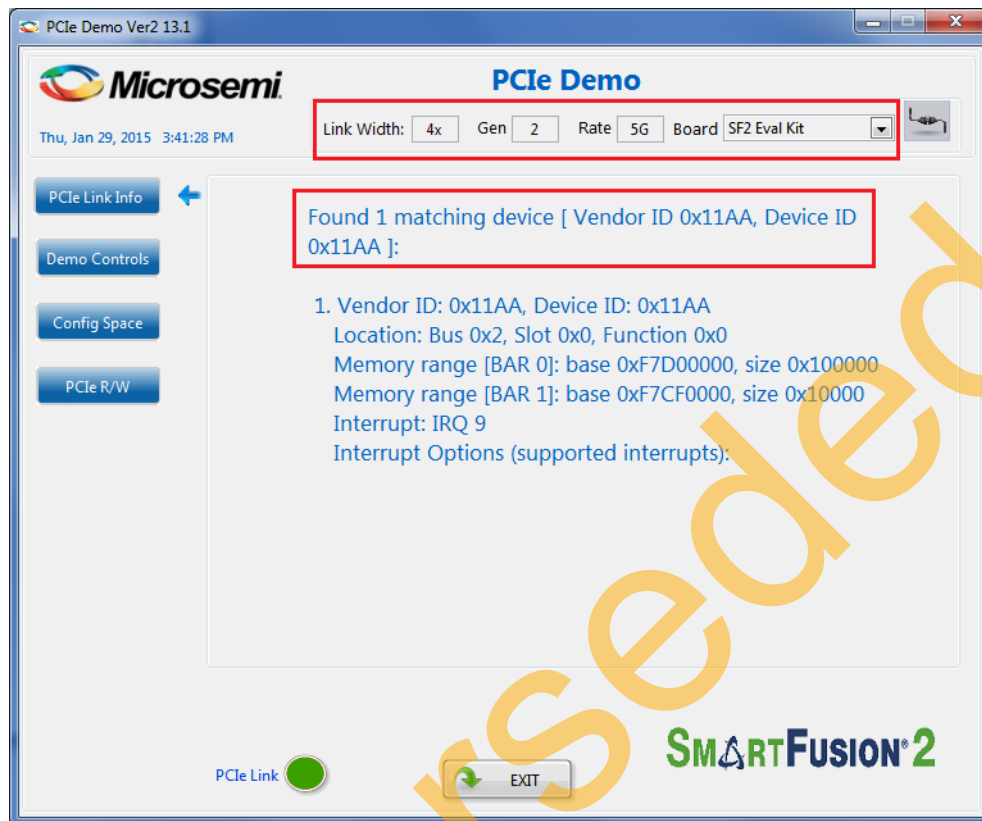 PCIe Demo Ver2 13.1
Microsemi.
PCIe Demo
Thu, Jan 29, 2015 3:41:28 PM
Link Width: 4x Gen 2 Rate 5G Board SF2 Eval Kit
PCIe Link Info
Demo Controls
Config Space
PCIe R/W
Found 1 matching device [ Vendor ID 0x11AA, Device ID
0x11AA ]:
1. Vendor ID: 0x11AA, Device ID: 0x11AA
Location: Bus 0x2, Slot 0x0, Function 0x0
Memory range [BAR 0]: base 0xF7D00000, size 0x100000
Memory range [BAR 1]: base 0xF7CF0000, size 0x10000
Interrupt: IRQ 9
Interrupt Options (supported interrupts):
rseded
SMARTFUSION®2
PCIe Link
EXIT